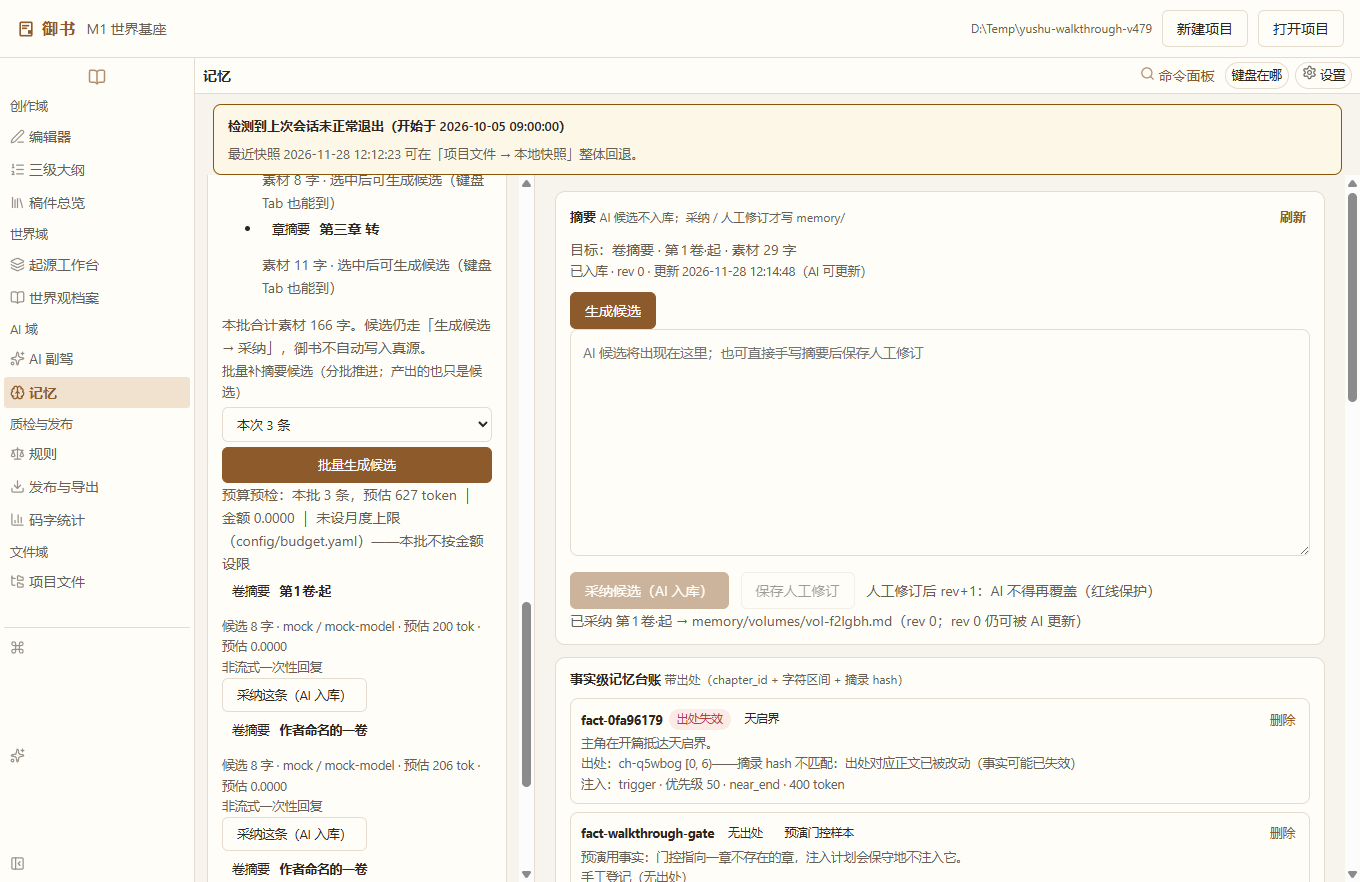 御书 M1 世界基座
D:\Temp\yushu-walkthrough-v479 新建项目 打开项目
创作域
编辑器
三级大纲
稿件总览
世界域
起源工作台
世界观档案
AI 域
AI 副驾
记忆
质检与发布
规则
发布与导出
码字统计
文件域
项目文件
记忆
命令面板 键盘在哪 设置
检测到上次会话未正常退出（开始于 2026-10-05 09:00:00）
最近快照 2026-11-28 12:12:23 可在「项目文件 → 本地快照」整体回退。
素材 8 字 · 选中后可生成候选（键盘
Tab 也能到）
章摘要 第三章 转
素材 11 字 · 选中后可生成候选（键盘
Tab 也能到）
本批合计素材 166 字。候选仍走「生成候选
→ 采纳」，御书不自动写入真源。
批量补摘要候选（分批推进；产出的也只是候
选）
本次 3 条
批量生成候选
预算预检：本批 3 条，预估 627 token ｜
金额 0.0000 ｜ 未设月度上限
（config/budget.yaml）——本批不按金额
设限
卷摘要 第1卷·起
候选 8 字 · mock / mock-model · 预估 200 tok ·
预估 0.0000
非流式一次性回复
采纳这条（AI 入库）
卷摘要 作者命名的一卷
候选 8 字 · mock / mock-model · 预估 206 tok ·
预估 0.0000
非流式一次性回复
采纳这条（AI 入库）
卷摘要 作者命名的一卷
摘要 AI 候选不入库；采纳 / 人工修订才写 memory/ 刷新
目标：卷摘要 · 第1卷·起 · 素材 29 字
已入库 · rev 0 · 更新 2026-11-28 12:14:48（AI 可更新）
生成候选
AI 候选将出现在这里；也可直接手写摘要后保存人工修订
采纳候选（AI 入库） 保存人工修订 人工修订后 rev+1：AI 不得再覆盖（红线保护）
已采纳 第1卷·起 → memory/volumes/vol-f2lgbh.md（rev 0；rev 0 仍可被 AI 更新）
事实级记忆台账 带出处（chapter_id + 字符区间 + 摘录 hash）
fact-0fa96179 出处失效 天启界 删除
主角在开篇抵达天启界。
出处：ch-q5wbog [0, 6)——摘录 hash 不匹配：出处对应正文已被改动（事实可能已失效）
注入：trigger · 优先级 50 · near_end · 400 token
fact-walkthrough-gate 无出处 预演门控样本 删除
预演用事实：门控指向一章不存在的章，注入计划会保守地不注入它。
手工登记（无出处）